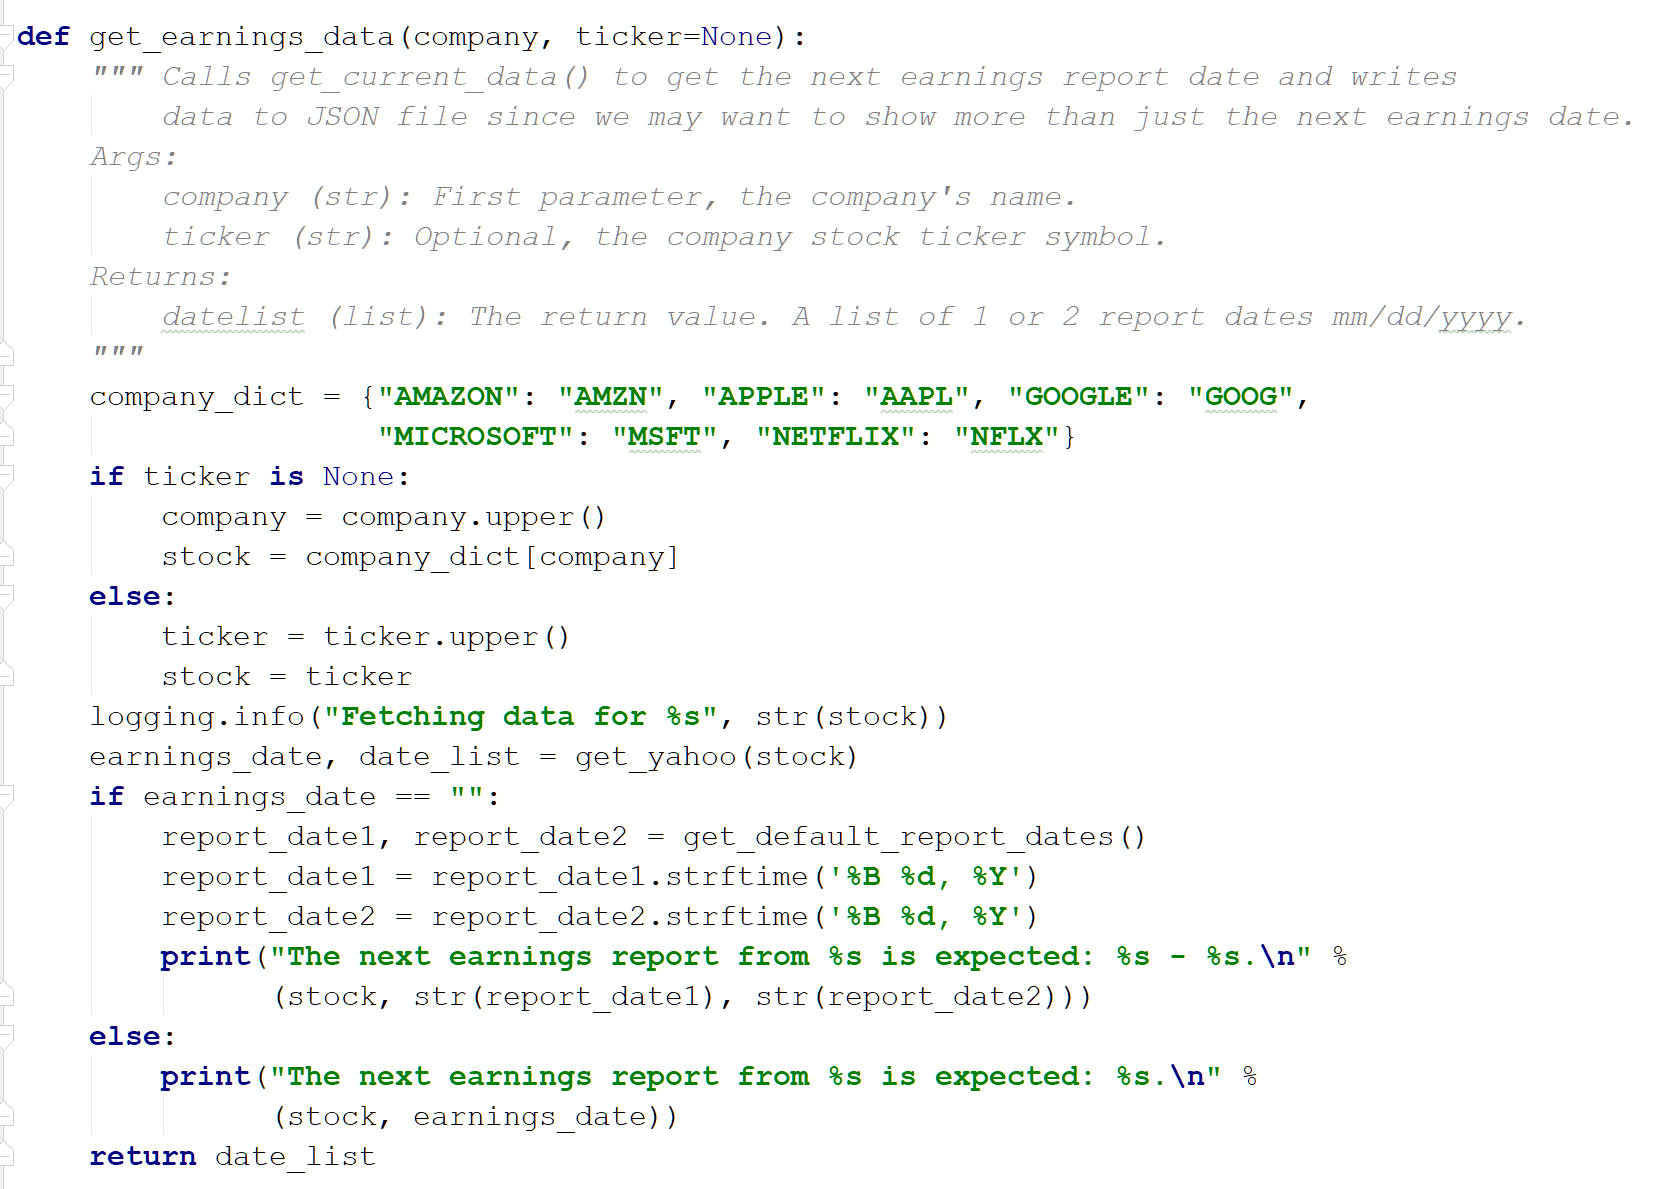 def get_earnings_data(company, ticker=None):
    """ Calls get_current_data() to get the next earnings report date and writes
        data to JSON file since we may want to show more than just the next earnings date.
    Args:
        company (str): First parameter, the company's name.
        ticker (str): Optional, the company stock ticker symbol.
    Returns:
        datelist (list): The return value. A list of 1 or 2 report dates mm/dd/yyyy.
    """
    company_dict = {"AMAZON": "AMZN", "APPLE": "AAPL", "GOOGLE": "GOOG",
                    "MICROSOFT": "MSFT", "NETFLIX": "NFLX"}
    if ticker is None:
        company = company.upper()
        stock = company_dict[company]
    else:
        ticker = ticker.upper()
        stock = ticker
    logging.info("Fetching data for %s", str(stock))
    earnings_date, date_list = get_yahoo(stock)
    if earnings_date == "":
        report_date1, report_date2 = get_default_report_dates()
        report_date1 = report_date1.strftime('%B %d, %Y')
        report_date2 = report_date2.strftime('%B %d, %Y')
        print("The next earnings report from %s is expected: %s - %s.\n" %
              (stock, str(report_date1), str(report_date2)))
    else:
        print("The next earnings report from %s is expected: %s.\n" %
              (stock, earnings_date))
    return date_list